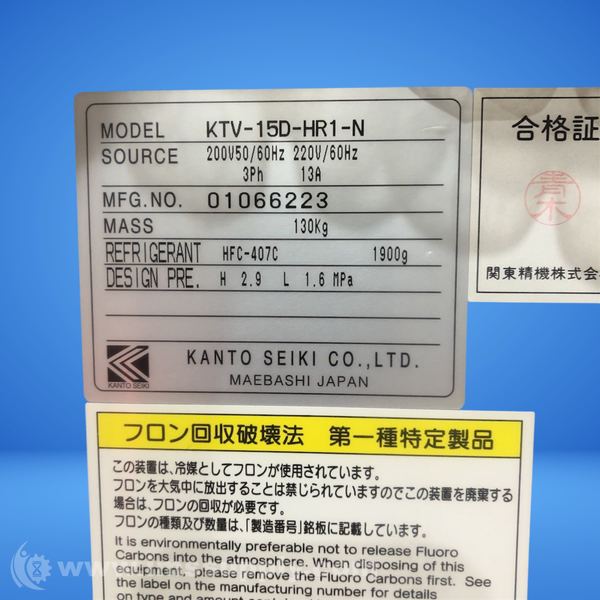 MODEL KTV-15D-HR1-N
SOURCE 200V50/60Hz 220V/60Hz
3Ph 13A
MFG.NO. 01066223
MASS 130Kg
REFRIGERANT HFC-407C 1900g
DESIGN PRE. H 2.9 L 1.6 MPa
KANTO SEIKI
KANTO SEIKI CO.,LTD.
MAEBASHI JAPAN
合格証
青木
関東精機株式会
フロン回収破壊法 第一種特定製品
この装置は、冷媒としてフロンが使用されています。
フロンを大気中に放出することは禁じられていますのでこの装置を廃棄する
場合は、フロンの回収が必要です。
フロンの種類及び数量は、「製造番号」銘板に記載しています。
It is environmentally preferable not to release Fluoro
Carbons into the atmosphere. When disposing of this
equipment, please remove the Fluoro Carbons first. See
the label on the manufacturing number for details
on type and amount